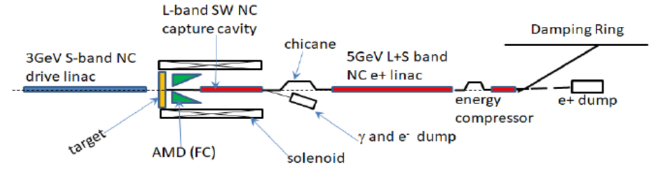 L-band SW NC
capture cavity
Damping Ring
3GeV S-band NC
drive linac
chicane
5GeV L+S band
NC e+ linac
energy
compressor
e+ dump
target
AMD (FC)
γ and e⁻ dump
solenoid